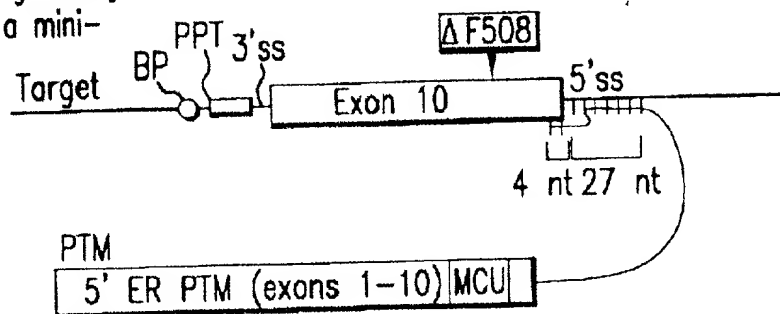 a mini-
Target BP PPT 3'ss ΔF508
Exon 10 5'ss
4 nt 27 nt
PTM
5' ER PTM (exons 1-10) MCU